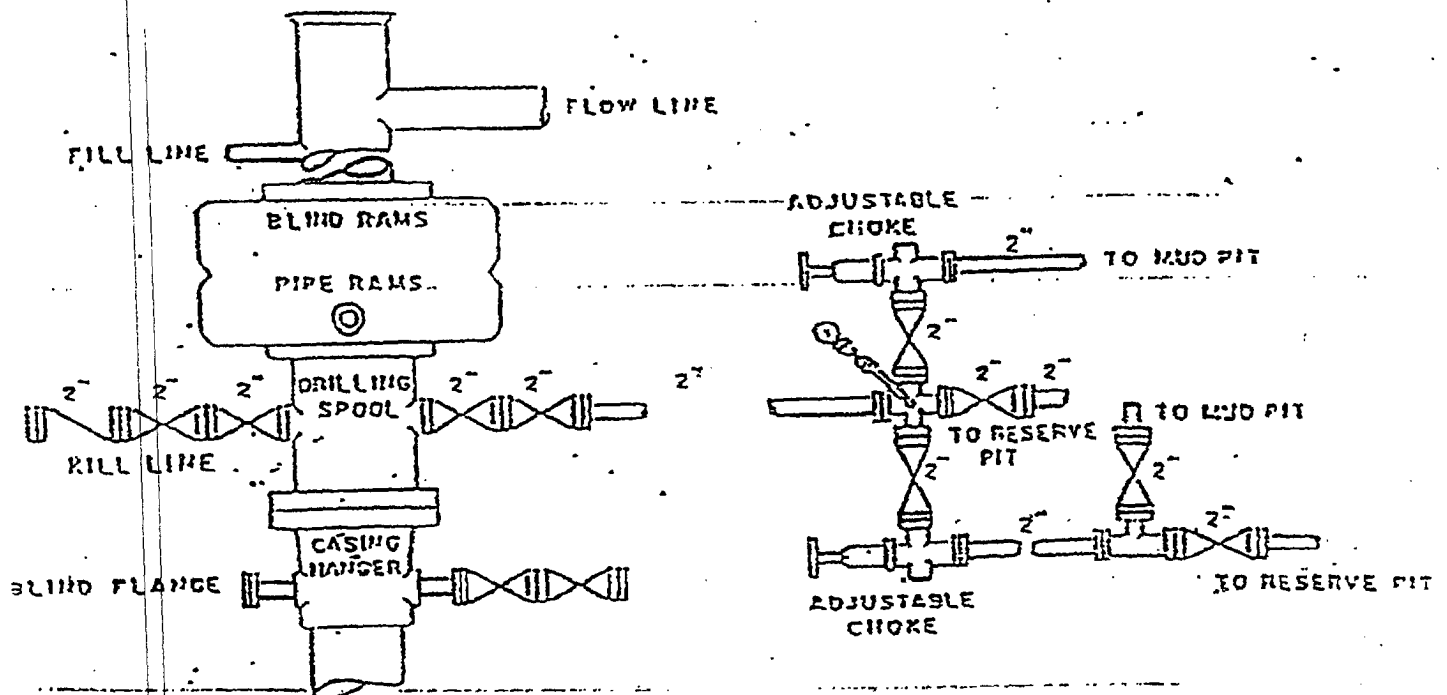 FLOW LINE
FILL LINE
BLIND RAMS
PIPE RAMS
DRILLING
SPOOL
2" 2" 2" 2" 2" 2"
KILL LINE
CASING
HANGER
BLIND FLANGE
ADJUSTABLE
CHOKE
2"
TO MUD PIT
2"
2" 2"
TO RESERVE
PIT
TO MUD PIT
2"
2"
2" 2"
TO RESERVE PIT
ADJUSTABLE
CHOKE